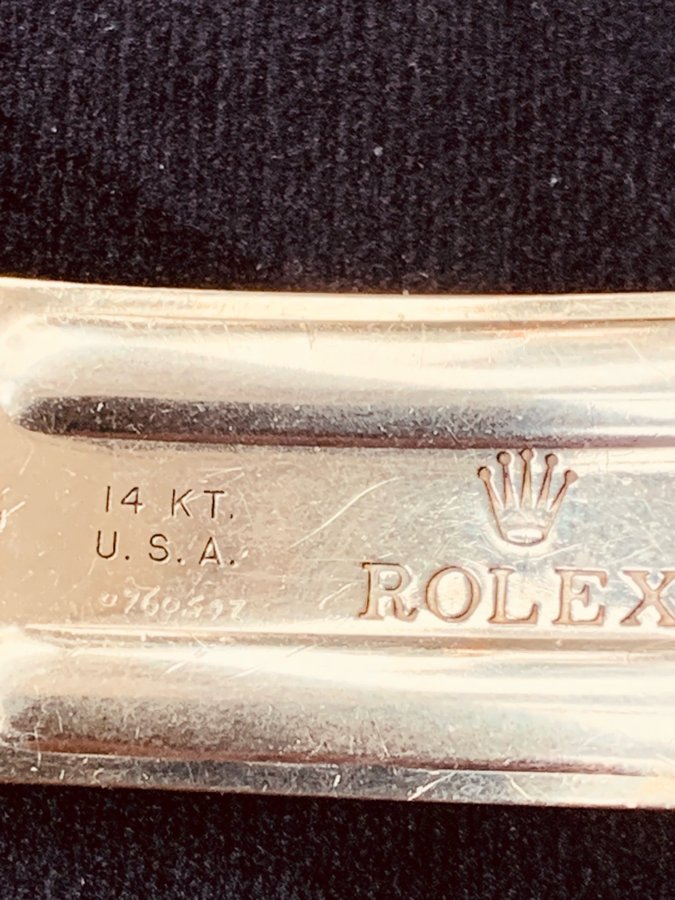 14 KT.
U. S. A.
ROLEX